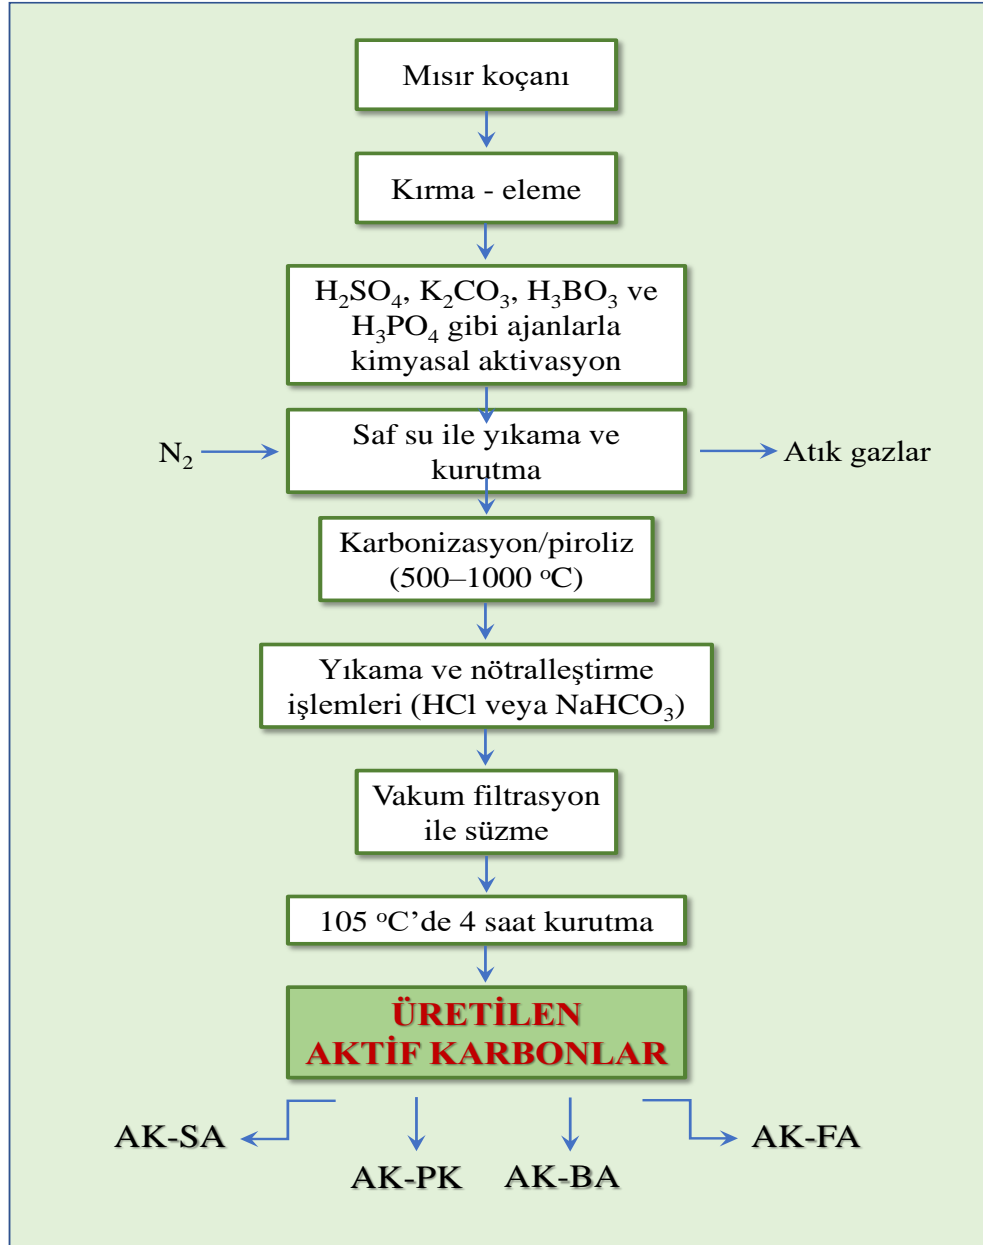 Mısır koçanı
Kırma - eleme
H₂SO₄, K₂CO₃, H₃BO₃ ve
H₃PO₄ gibi ajanlarla
kimyasal aktivasyon
N₂
Saf su ile yıkama ve
kurutma
Atık gazlar
Karbonizasyon/piroliz
(500–1000 ᵒC)
Yıkama ve nötralleştirme
işlemleri (HCl veya NaHCO₃)
Vakum filtrasyon
ile süzme
105 ᵒC’de 4 saat kurutma
ÜRETİLEN
AKTİF KARBONLAR
AK-SA
AK-PK
AK-BA
AK-FA